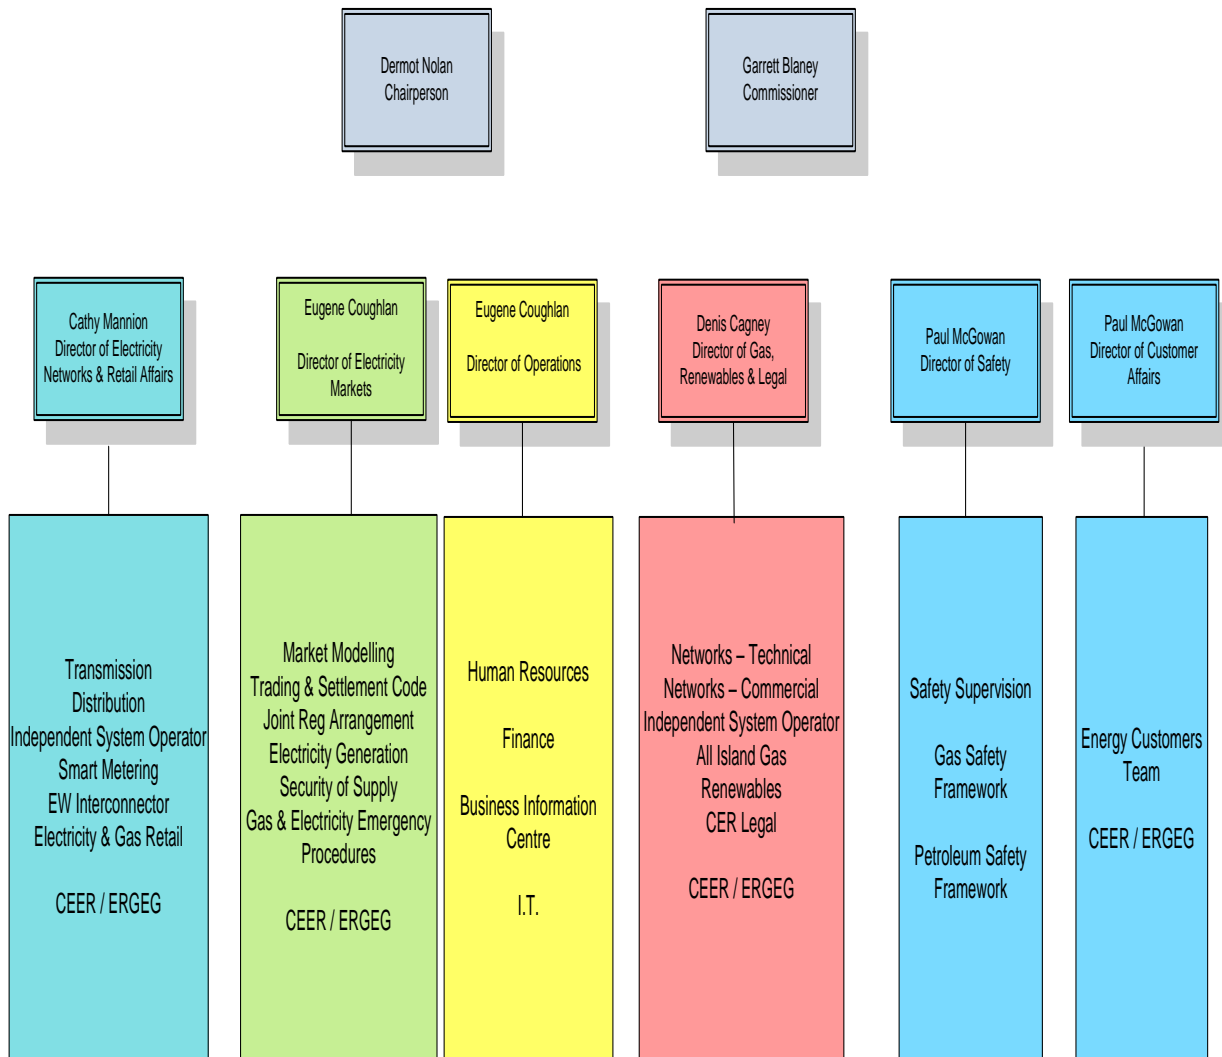 Dermot Nolan
Chairperson
Garrett Blaney
Commissioner
Cathy Mannion
Director of Electricity
Networks & Retail Affairs
Eugene Coughlan
Director of Electricity
Markets
Eugene Coughlan
Director of Operations
Denis Cagney
Director of Gas,
Renewables & Legal
Paul McGowan
Director of Safety
Paul McGowan
Director of Customer
Affairs
Transmission
Distribution
Independent System Operator
Smart Metering
EW Interconnector
Electricity & Gas Retail
CEER / ERGEG
Market Modelling
Trading & Settlement Code
Joint Reg Arrangement
Electricity Generation
Security of Supply
Gas & Electricity Emergency
Procedures
CEER / ERGEG
Human Resources
Finance
Business Information
Centre
I.T.
Networks – Technical
Networks – Commercial
Independent System Operator
All Island Gas
Renewables
CER Legal
CEER / ERGEG
Safety Supervision
Gas Safety
Framework
Petroleum Safety
Framework
Energy Customers
Team
CEER / ERGEG